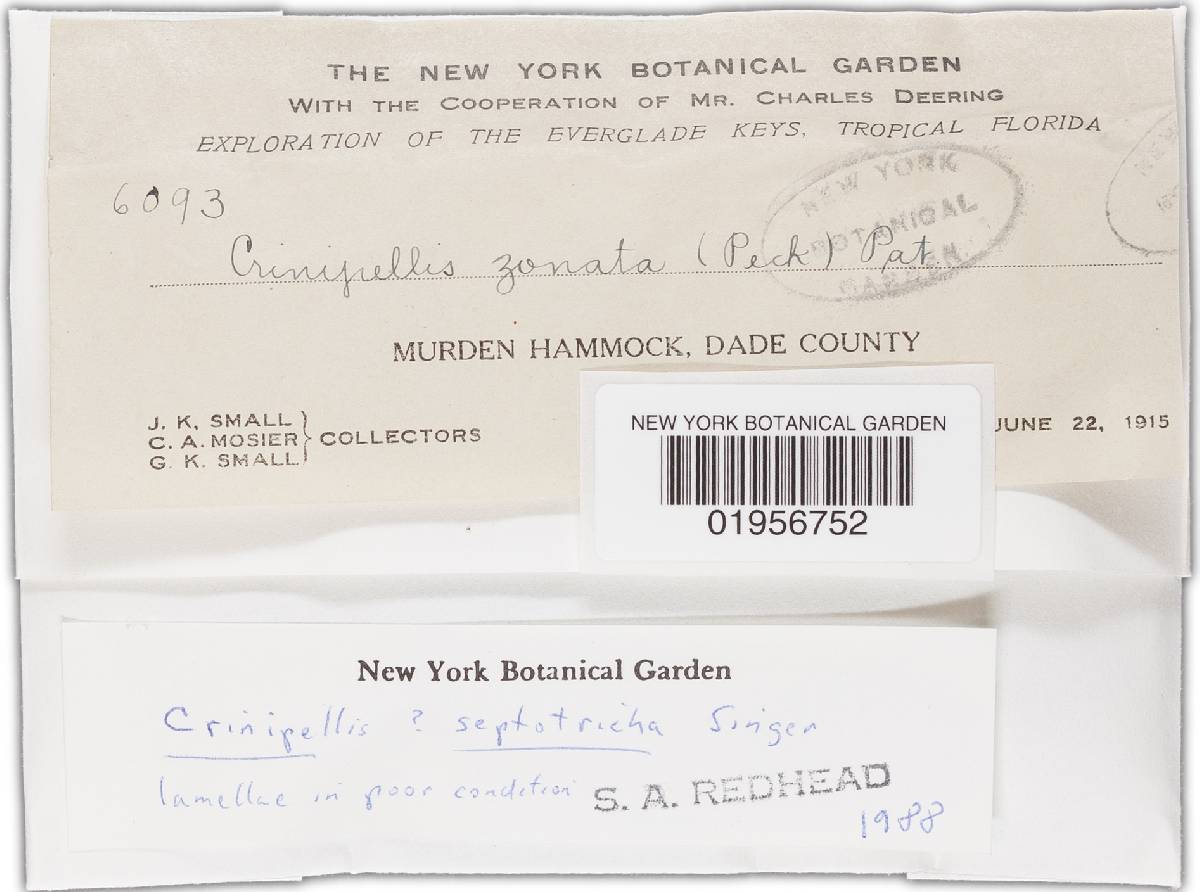 THE NEW YORK BOTANICAL GARDEN
WITH THE COOPERATION OF MR. CHARLES DEERING
EXPLORATION OF THE EVERGLADE KEYS, TROPICAL FLORIDA
6093
NEW YORK
BOTANICAL
GARDEN
NEW
Crinipellis zonata (Peck) Pat
MURDEN HAMMOCK, DADE COUNTY
J. K. SMALL
C. A. MOSIER } COLLECTORS
G. K. SMALL
JUNE 22, 1915
NEW YORK BOTANICAL GARDEN
01956752
New York Botanical Garden
Crinipellis ? septotricha Singer
lamellae in poor condition S. A. REDHEAD
1988